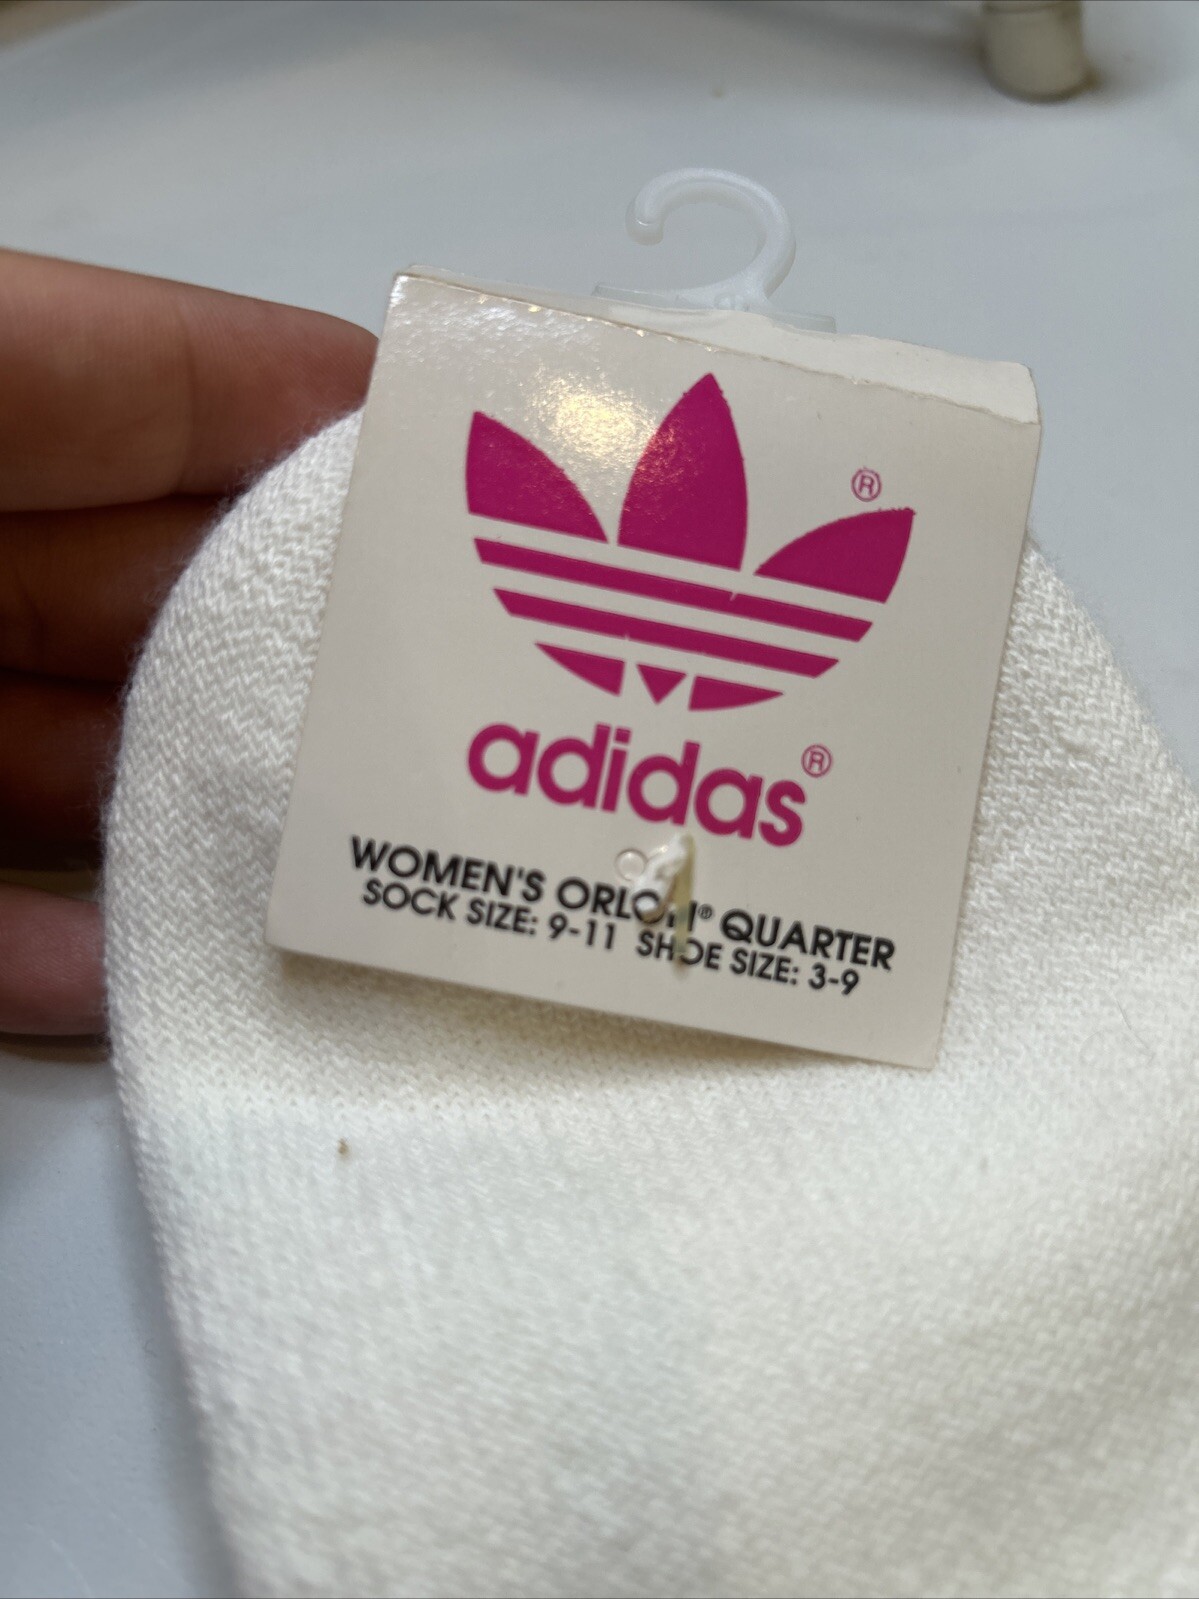 ®
adidas®
WOMEN'S ORLON® QUARTER
SOCK SIZE: 9-11 SHOE SIZE: 3-9